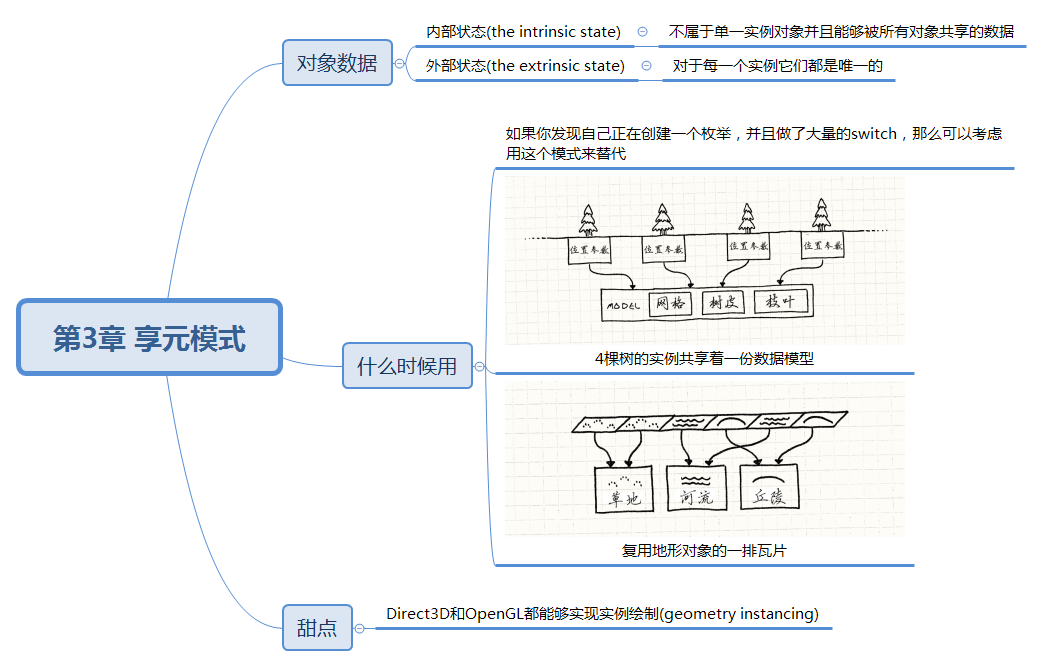 第3章 享元模式
对象数据
内部状态(the intrinsic state)
不属于单一实例对象并且能够被所有对象共享的数据
外部状态(the extrinsic state)
对于每一个实例它们都是唯一的
什么时候用
如果你发现自己正在创建一个枚举，并且做了大量的switch，那么可以考虑
用这个模式来替代
位置参数 位置参数 位置参数 位置参数
MODEL 网格 树皮 枝叶
4棵树的实例共享着一份数据模型
草地 河流 丘陵
复用地形对象的一排瓦片
甜点
Direct3D和OpenGL都能够实现实例绘制(geometry instancing)